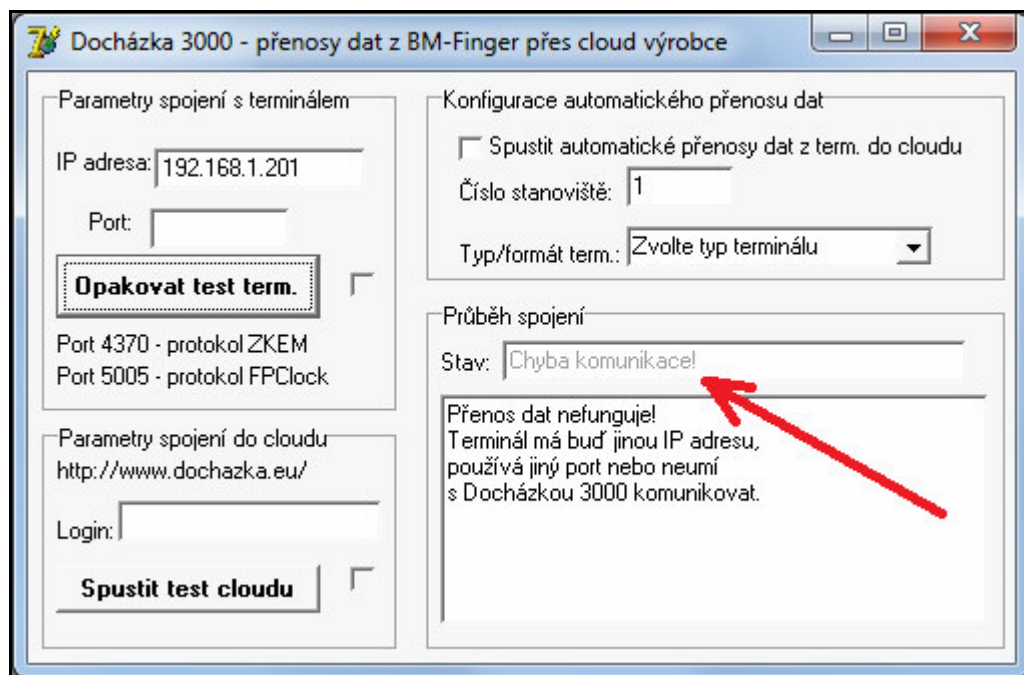 Docházka 3000 - přenosy dat z BM-Finger přes cloud výrobce
Parametry spojení s terminálem
IP adresa: 192.168.1.201
Port:
Opakovat test term.
Port 4370 - protokol ZKEM
Port 5005 - protokol FPClock
Parametry spojení do cloudu
http://www.dochazka.eu/
Login:
Spustit test cloudu
Konfigurace automatického přenosu dat
Spustit automatické přenosy dat z term. do cloudu
Číslo stanoviště: 1
Typ/formát term.: Zvolte typ terminálu
Průběh spojení
Stav: Chyba komunikace!
Přenos dat nefunguje!
Terminál má buď jinou IP adresu,
používá jiný port nebo neumí
s Docházkou 3000 komunikovat.